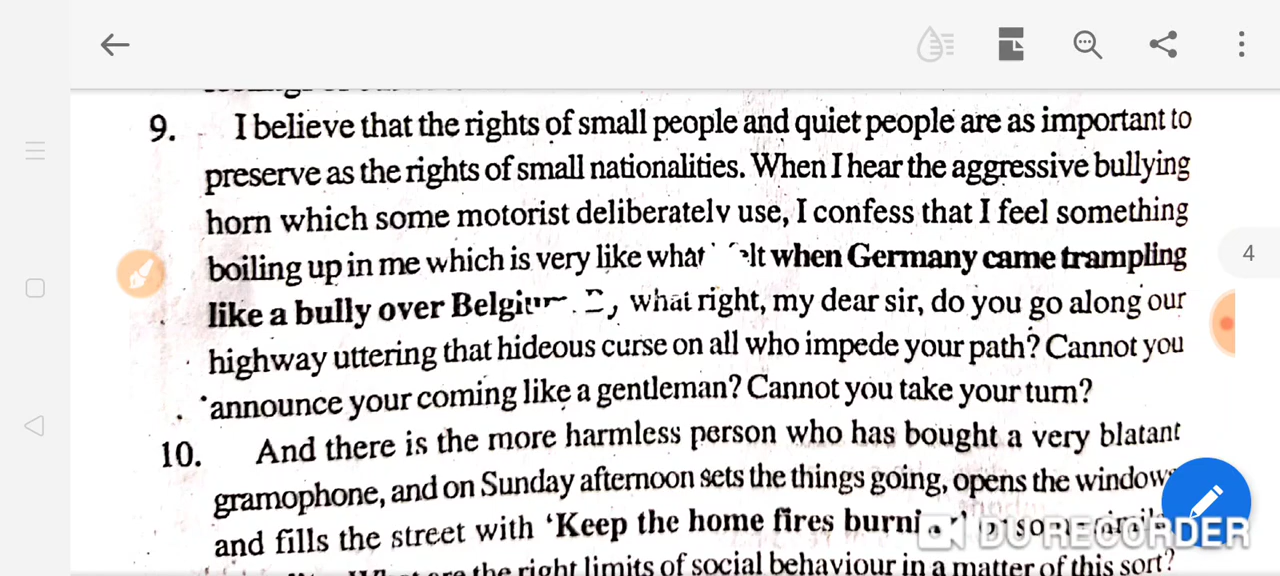 4
9. I believe that the rights of small people and quiet people are as important to
preserve as the rights of small nationalities. When I hear the aggressive bullying
horn which some motorist deliberately use, I confess that I feel something
boiling up in me which is very like what when Germany came trampling
like a bully over what right, my dear sir, do you go along our
highway uttering that hideous curse on all who impede your path? Cannot you
announce your coming like a gentleman? Cannot you take your turn?
10. And there is the more harmless person who has bought a very blatant
gramophone, and on Sunday afternoon sets the things going, opens the window
and fills the street with 'Keep the home fires
the right limits of social behaviour in a matter of this sort?
DU RECORDER